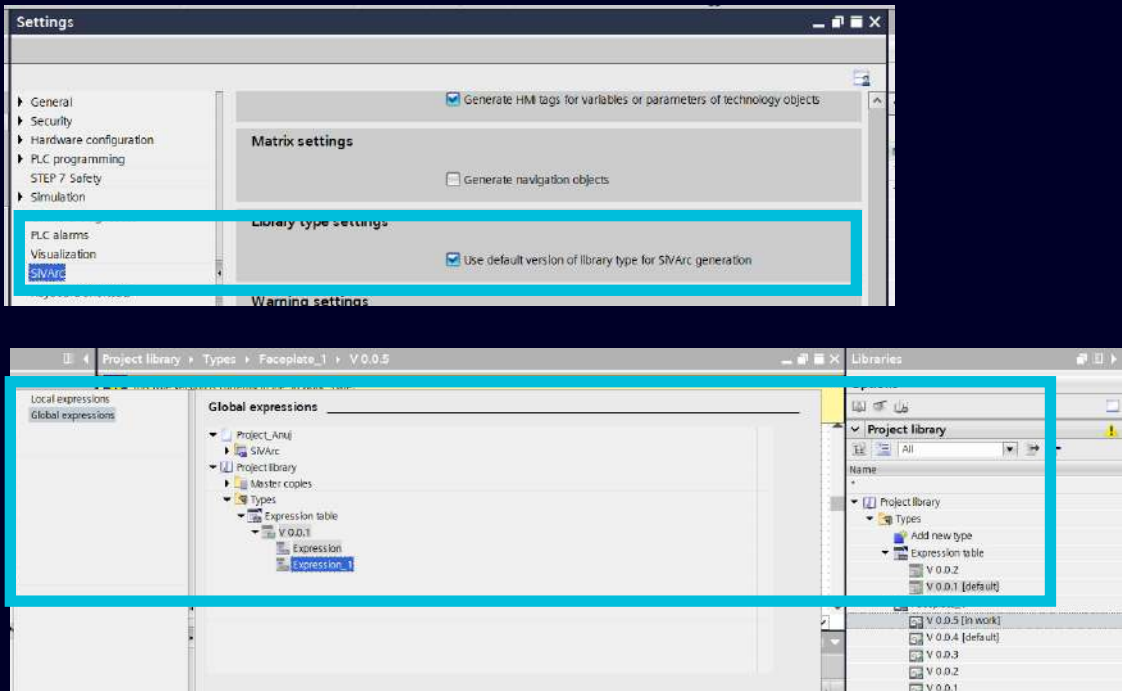 Settings
Generate HMI tags for variables or parameters of technology objects
General
Security
Hardware configuration
PLC programming
STEP 7 Safety
Simulation
PLC alarms
Visualization
SiVArc
Matrix settings
Generate navigation objects
Library type settings
Use default version of library type for SiVArc generation
Warning settings
Project library Types Faceplate_1 V 0.0.5
Local expressions
Global expressions
Global expressions
Project_Anuj
SiVArc
Project library
Master copies
Types
Expression table
V 0.0.1
Expression
Expression_1
Libraries
Project library
All
Name
Project library
Types
Add new type
Expression table
V 0.0.2
V 0.0.1 [default]
V 0.0.5 [in work]
V 0.0.4 [default]
V 0.0.3
V 0.0.2
V 0.0.1